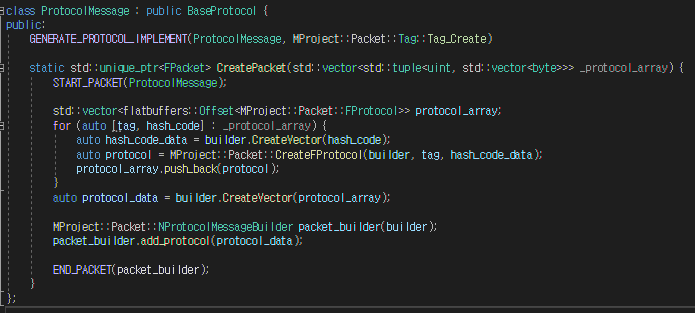 class ProtocolMessage : public BaseProtocol {
public:
    GENERATE_PROTOCOL_IMPLEMENT(ProtocolMessage, MProject::Packet::Tag::Tag_Create)
    static std::unique_ptr<FPacket> CreatePacket(std::vector<std::tuple<uint, std::vector<byte>>> _protocol_array) {
        START_PACKET(ProtocolMessage);
        std::vector<flatbuffers::Offset<MProject::Packet::FProtocol>> protocol_array;
        for (auto [tag, hash_code] : _protocol_array) {
            auto hash_code_data = builder.CreateVector(hash_code);
            auto protocol = MProject::Packet::CreateFProtocol(builder, tag, hash_code_data);
            protocol_array.push_back(protocol);
        }
        auto protocol_data = builder.CreateVector(protocol_array);
        MProject::Packet::NProtocolMessageBuilder packet_builder(builder);
        packet_builder.add_protocol(protocol_data);
        END_PACKET(packet_builder);
    }
};